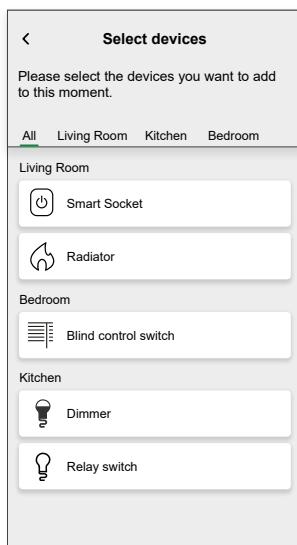 Select devices
Please select the devices you want to add
to this moment.
All Living Room Kitchen Bedroom
Living Room
Smart Socket
Radiator
Bedroom
Blind control switch
Kitchen
Dimmer
Relay switch